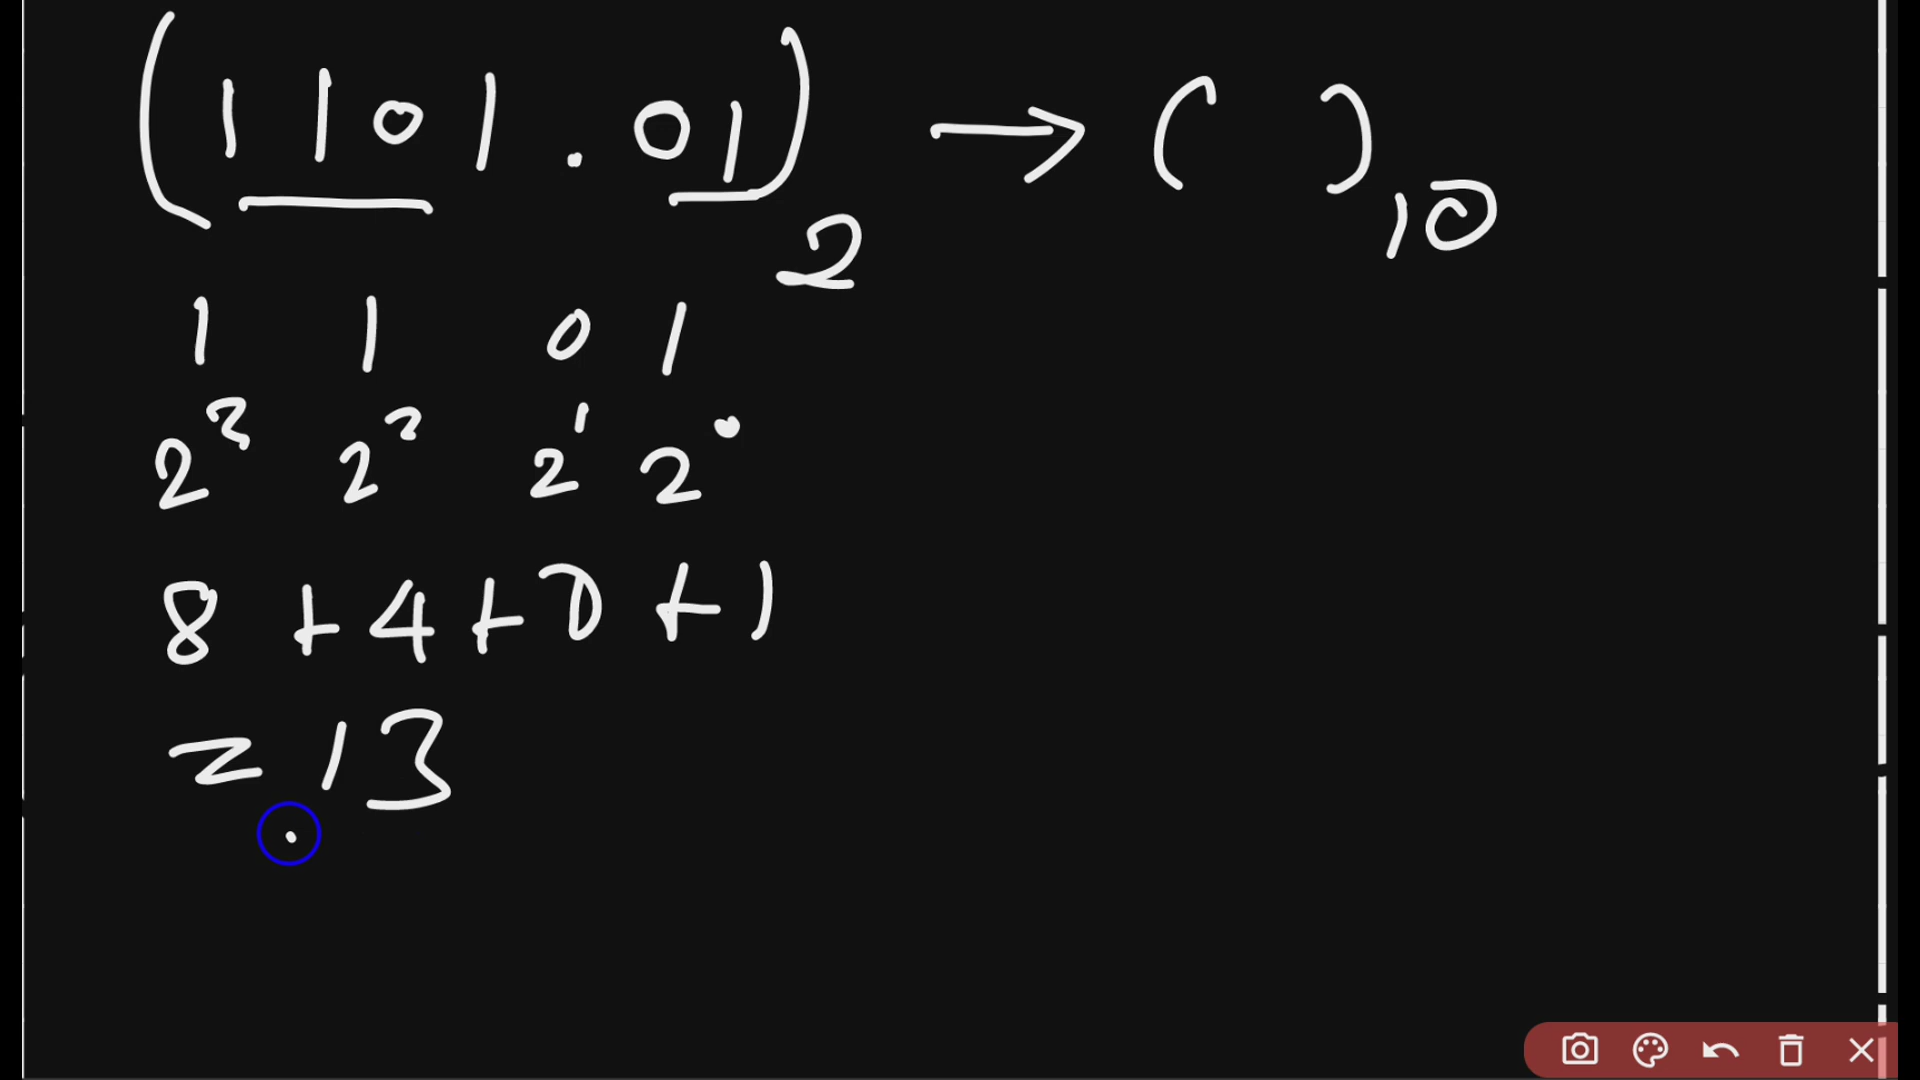 (1101.01)₂ → ( )₁₀
1 1 0 1
2³ 2² 2¹ 2⁰
8 + 4 + 0 + 1
= 13
.